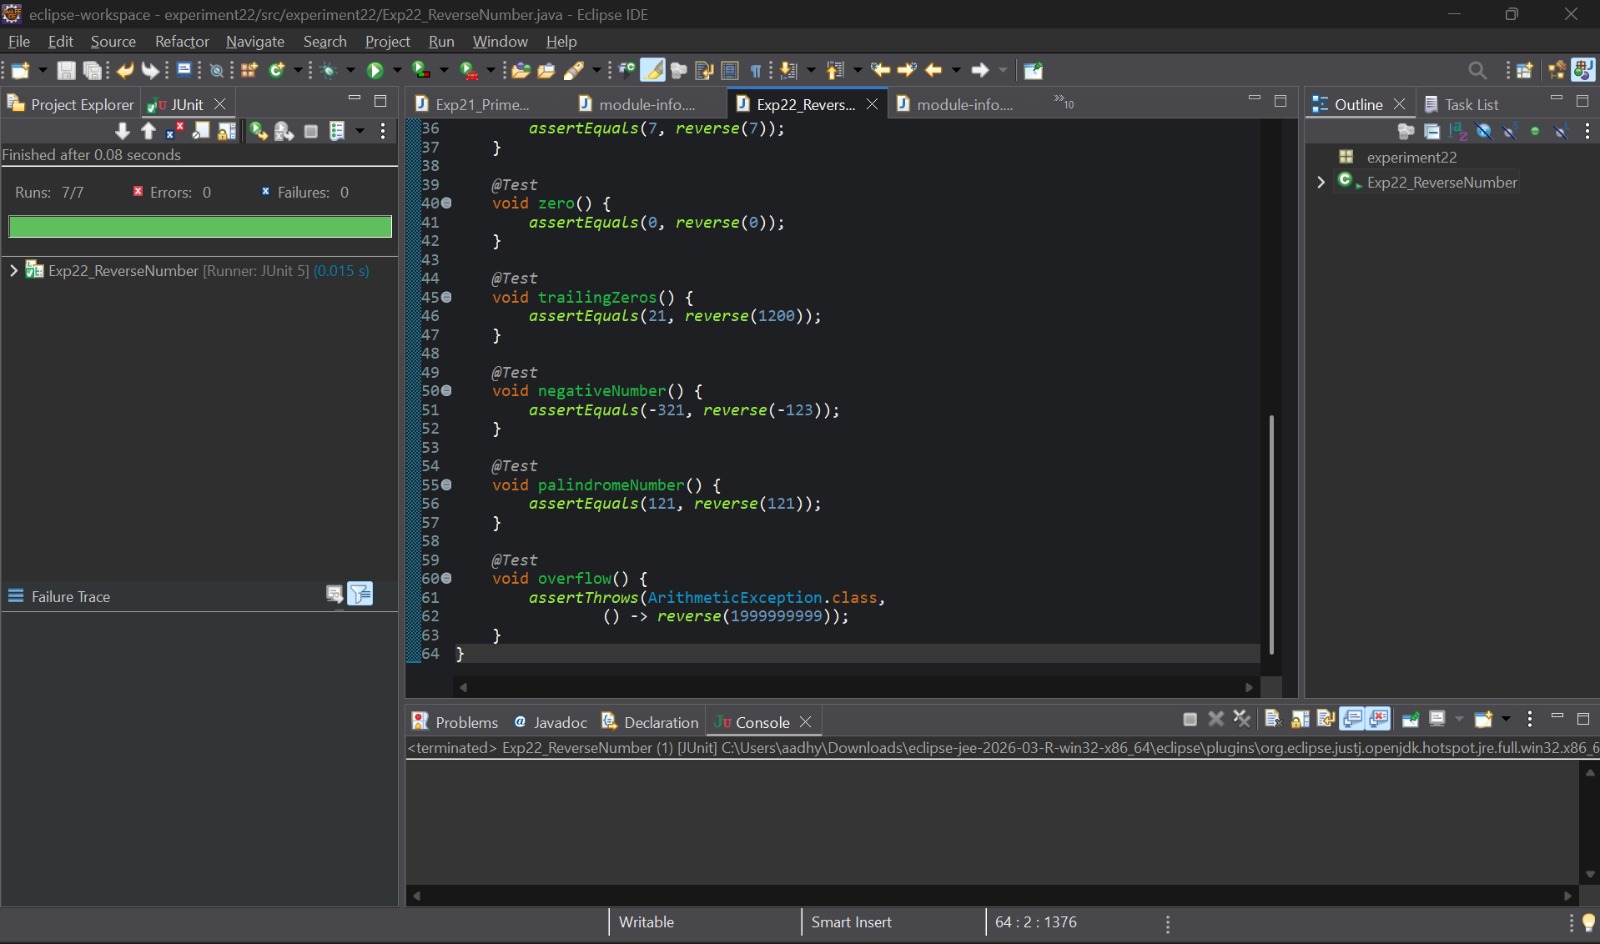 eclipse-workspace - experiment22/src/experiment22/Exp22_ReverseNumber.java - Eclipse IDE
File Edit Source Refactor Navigate Search Project Run Window Help
Project Explorer JUnit
Finished after 0.08 seconds
Runs: 7/7 Errors: 0 Failures: 0
Exp22_ReverseNumber [Runner: JUnit 5] (0.015 s)
Failure Trace
Exp21_Prime... module-info.... Exp22_Revers... module-info.... »10
36 assertEquals(7, reverse(7));
37 }
38
39 @Test
40 void zero() {
41 assertEquals(0, reverse(0));
42 }
43
44 @Test
45 void trailingZeros() {
46 assertEquals(21, reverse(1200));
47 }
48
49 @Test
50 void negativeNumber() {
51 assertEquals(-321, reverse(-123));
52 }
53
54 @Test
55 void palindromeNumber() {
56 assertEquals(121, reverse(121));
57 }
58
59 @Test
60 void overflow() {
61 assertThrows(ArithmeticException.class,
62 () -> reverse(1999999999));
63 }
64 }
Outline Task List
experiment22
Exp22_ReverseNumber
Problems Javadoc Declaration Console
<terminated> Exp22_ReverseNumber (1) [JUnit] C:\Users\aadhy\Downloads\eclipse-jee-2026-03-R-win32-x86_64\eclipse\plugins\org.eclipse.justj.openjdk.hotspot.jre.full.win32.x86_6
Writable Smart Insert 64 : 2 : 1376